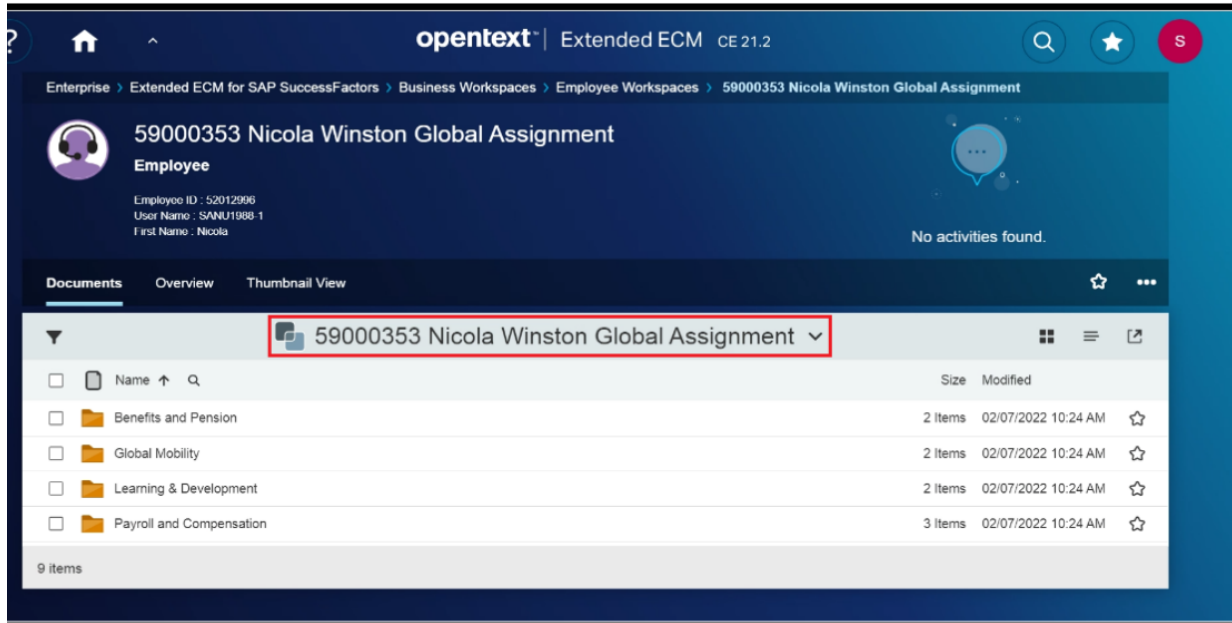 ?
opentext™ | Extended ECM CE 21.2
S
Enterprise > Extended ECM for SAP SuccessFactors > Business Workspaces > Employee Workspaces > 59000353 Nicola Winston Global Assignment
59000353 Nicola Winston Global Assignment
Employee
Employee ID : 52012996
User Name : SANU1988-1
First Name : Nicola
No activities found.
Documents Overview Thumbnail View
59000353 Nicola Winston Global Assignment
Name Size Modified
Benefits and Pension 2 Items 02/07/2022 10:24 AM
Global Mobility 2 Items 02/07/2022 10:24 AM
Learning & Development 2 Items 02/07/2022 10:24 AM
Payroll and Compensation 3 Items 02/07/2022 10:24 AM
9 items